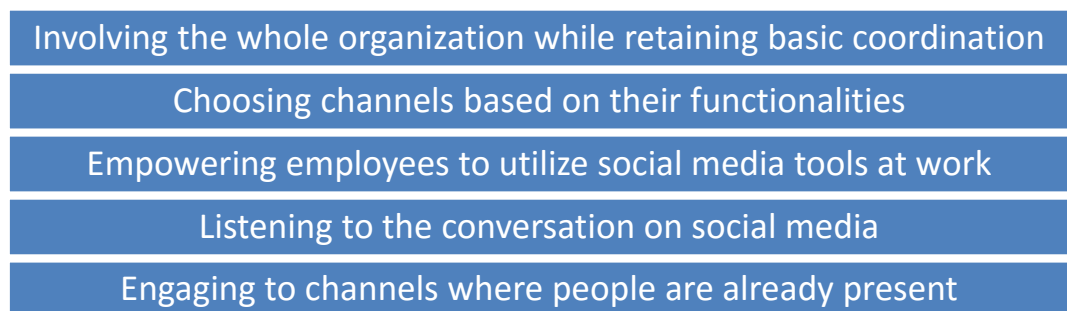 Involving the whole organization while retaining basic coordination
Choosing channels based on their functionalities
Empowering employees to utilize social media tools at work
Listening to the conversation on social media
Engaging to channels where people are already present